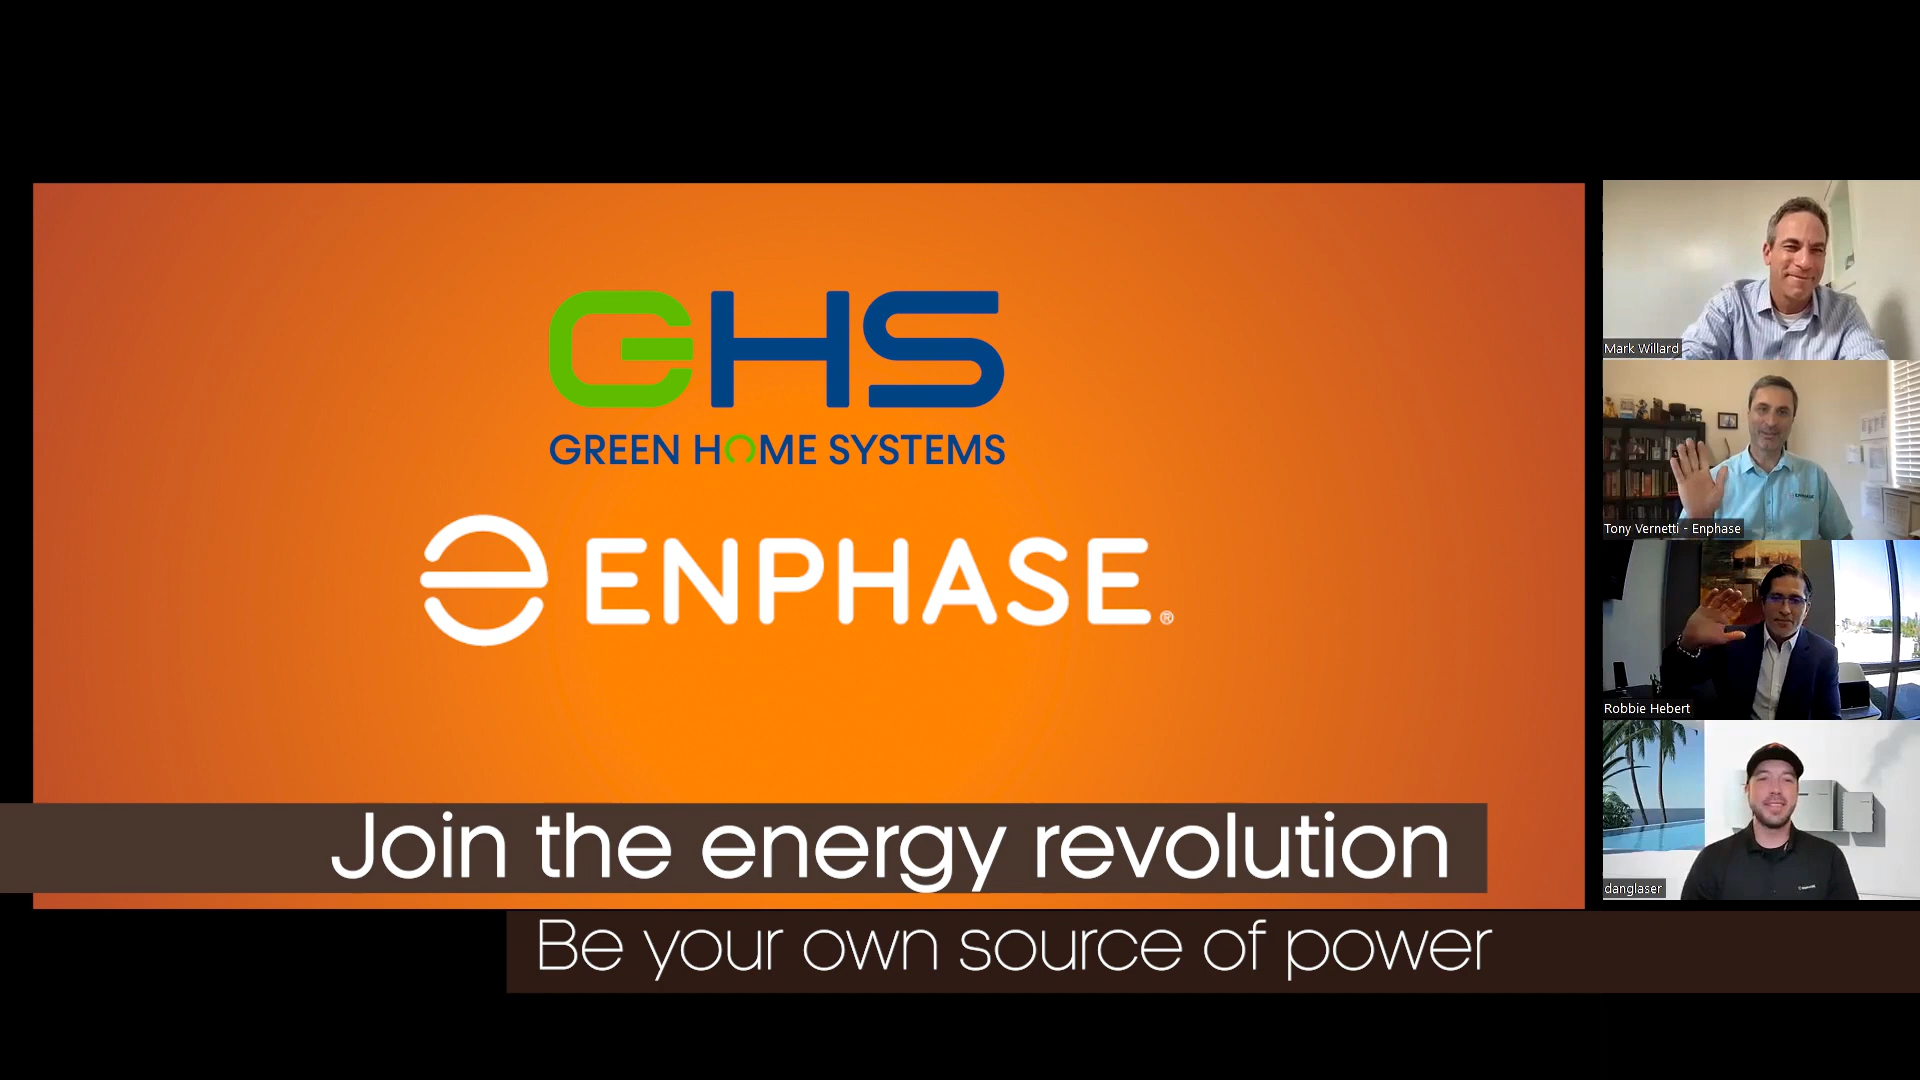 GHS
GREEN HOME SYSTEMS
ENPHASE®
Join the energy revolution
Be your own source of power
Mark Willard
ENPHASE
Tony Vernetti - Enphase
Robbie Hebert
danglaser